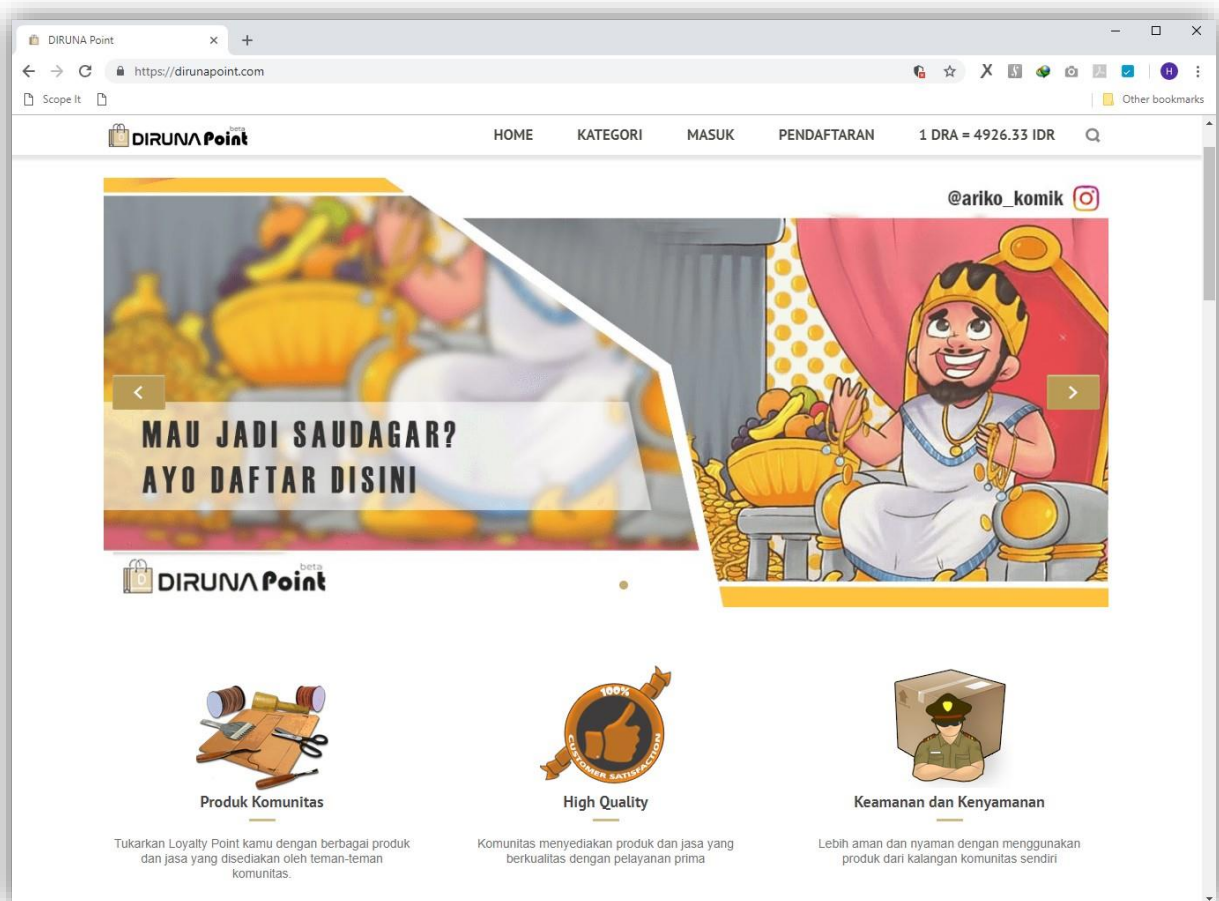 DIRUNA Point
https://dirunapoint.com
H
Scope It
Other bookmarks
DIRUNA Point beta
HOME KATEGORI MASUK PENDAFTARAN 1 DRA = 4926.33 IDR
@ariko_komik
MAU JADI SAUDAGAR?
AYO DAFTAR DISINI
DIRUNA Point beta
100%
CUSTOMER SATISFACTION
Produk Komunitas
Tukarkan Loyalty Point kamu dengan berbagai produk
dan jasa yang disediakan oleh teman-teman
komunitas.
High Quality
Komunitas menyediakan produk dan jasa yang
berkualitas dengan pelayanan prima
Keamanan dan Kenyamanan
Lebih aman dan nyaman dengan menggunakan
produk dari kalangan komunitas sendiri